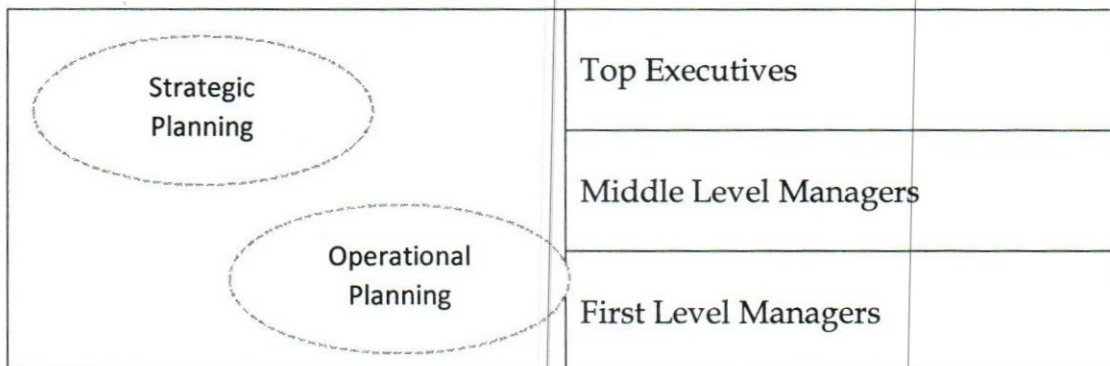 Strategic
Planning
Top Executives
Middle Level Managers
Operational
Planning
First Level Managers